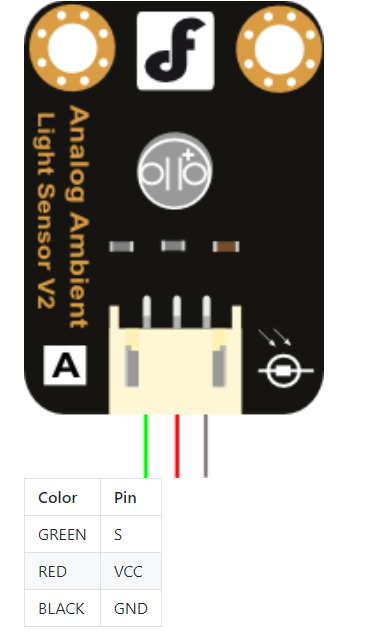 Analog Ambient
Light Sensor V2
A
Color Pin
GREEN S
RED VCC
BLACK GND